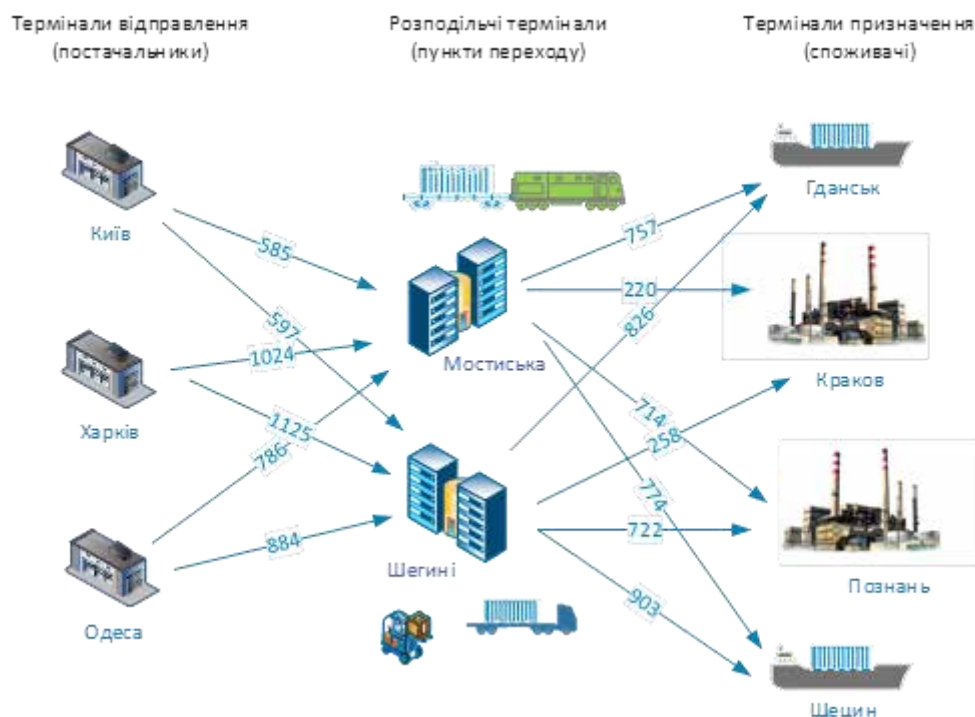 Термінали відправлення
(постачальники)
Розподільчі термінали
(пункти переходу)
Термінали призначення
(споживачі)
Гданськ
Київ
585
757
597
220
826
1024
Мостиська
Краков
Харків
1125
714
258
786
774
884
722
Шегині
Познань
903
Одеса
Щецин